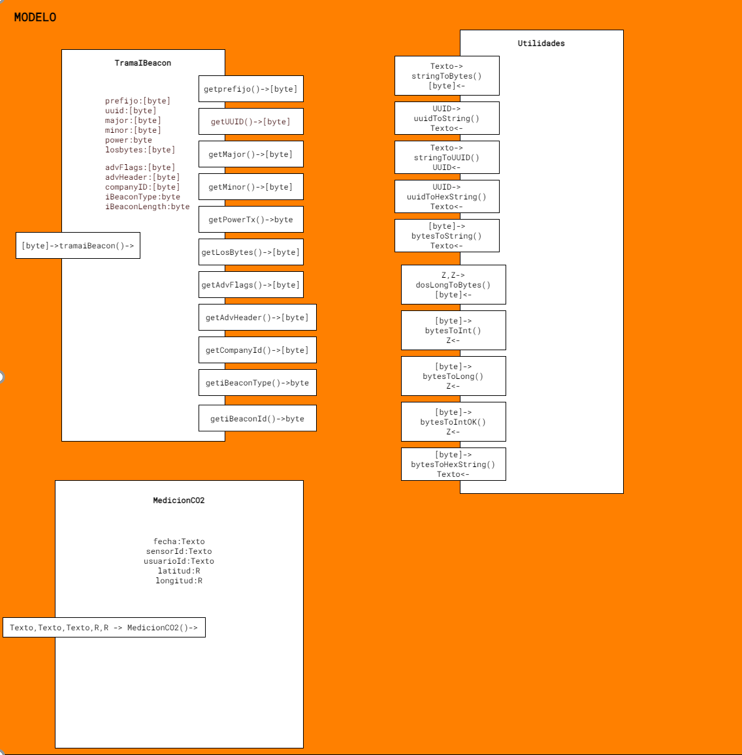 MODELO
TramaIBeacon
prefijo:[byte]
uuid:[byte]
major:[byte]
minor:[byte]
power:byte
losbytes:[byte]
advFlags:[byte]
advHeader:[byte]
companyID:[byte]
iBeaconType:byte
iBeaconLength:byte
[byte]->tramaiBeacon()->
getprefijo()->[byte]
getUUID()->[byte]
getMajor()->[byte]
getMinor()->[byte]
getPowerTx()->byte
getLosBytes()->[byte]
getAdvFlags()->[byte]
getAdvHeader()->[byte]
getCompanyId()->[byte]
getiBeaconType()->byte
getiBeaconId()->byte
Utilidades
Texto->
stringToBytes()
[byte]<-
UUID->
uuidToString()
Texto<-
Texto->
stringToUUID()
UUID<-
UUID->
uuidToHexString()
Texto<-
[byte]->
bytesToString()
Texto<-
Z,Z->
dosLongToBytes()
[byte]<-
[byte]->
bytesToInt()
Z<-
[byte]->
bytesToLong()
Z<-
[byte]->
bytesToIntOK()
Z<-
[byte]->
bytesToHexString()
Texto<-
MedicionCO2
fecha:Texto
sensorId:Texto
usuarioId:Texto
latitud:R
longitud:R
Texto,Texto,Texto,R,R -> MedicionCO2()->